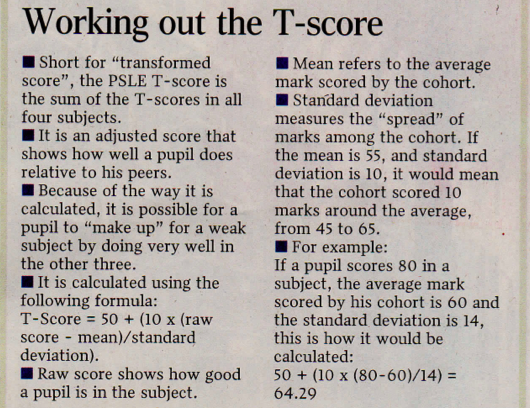 Working out the T-score
■ Short for “transformed
score”, the PSLE T-score is
the sum of the T-scores in all
four subjects.
■ It is an adjusted score that
shows how well a pupil does
relative to his peers.
■ Because of the way it is
calculated, it is possible for a
pupil to “make up” for a weak
subject by doing very well in
the other three.
■ It is calculated using the
following formula:
T-Score = 50 + (10 x (raw
score - mean)/standard
deviation).
■ Raw score shows how good
a pupil is in the subject.
■ Mean refers to the average
mark scored by the cohort.
■ Standard deviation
measures the “spread” of
marks among the cohort. If
the mean is 55, and standard
deviation is 10, it would mean
that the cohort scored 10
marks around the average,
from 45 to 65.
■ For example:
If a pupil scores 80 in a
subject, the average mark
scored by his cohort is 60 and
the standard deviation is 14,
this is how it would be
calculated:
50 + (10 x (80-60)/14) =
64.29